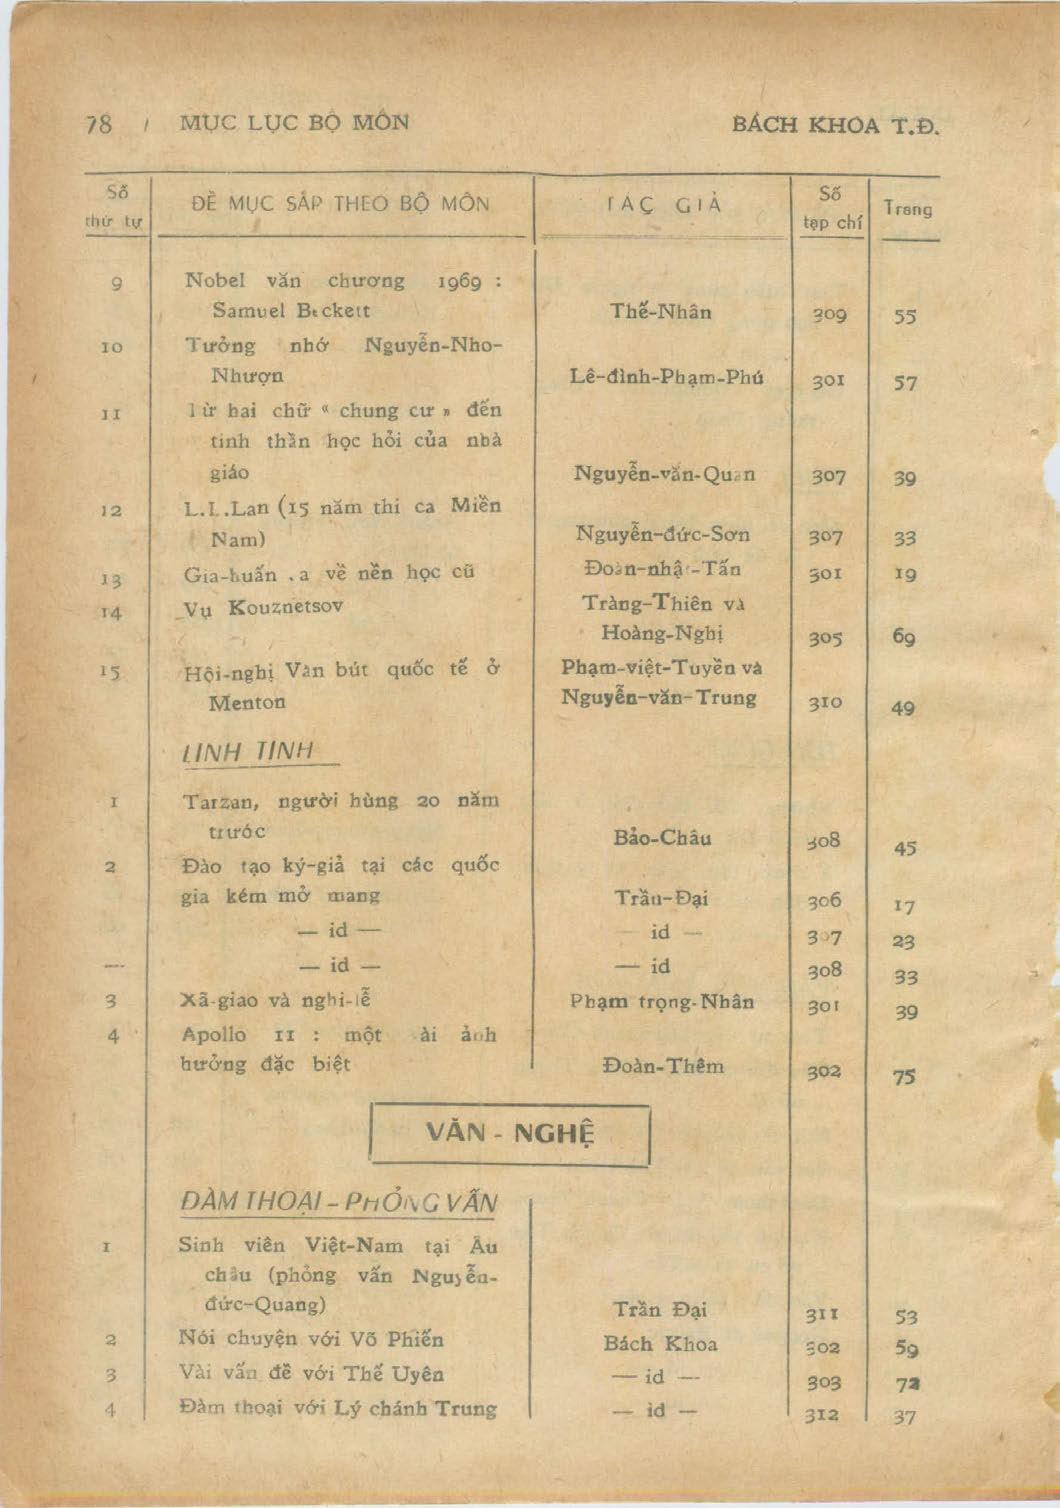 78 / MỤC LỤC BỘ MÔN BÁCH KHOA T.Đ.
Số thứ tự ĐỀ MỤC SẮP THEO BỘ MÔN TÁC GIẢ Số tạp chí Trang
9 Nobel văn chương 1969 :
Samuel Beckett Thế-Nhân 309 55
10 Tưởng nhớ Nguyễn-Nho-
Nhượn Lê-đình-Phạm-Phú 301 57
11 Từ hai chữ « chung cư » đến
tinh thần học hỏi của nhà
giáo Nguyễn-văn-Quan 307 39
12 L.L.Lan (15 năm thi ca Miền
Nam) Nguyễn-đức-Sơn 307 33
13 Gia-huấn ca về nền học cũ Đoàn-nhật-Tấn 301 19
14 Vụ Kouznetsov Tràng-Thiên và
Hoàng-Nghị 305 69
15 Hội-nghị Văn bút quốc tế ở Phạm-việt-Tuyền và
Menton Nguyễn-văn-Trung 310 49
LINH TINH
1 Tarzan, người hùng 20 năm
trước Bảo-Châu 308 45
2 Đào tạo ký-giả tại các quốc
gia kém mở mang Trần-Đại 306 17
— id — id — 307 23
— — id — — id 308 33
3 Xã-giao và nghi-lễ Phạm trọng-Nhân 301 39
4 Apollo 11 : một ảnh
hưởng đặc biệt Đoàn-Thêm 302 75
VĂN - NGHỆ
ĐÀM THOẠI – PHỎNG VẤN
1 Sinh viên Việt-Nam tại Âu
châu (phỏng vấn Nguyễn-
đức-Quang) Trần Đại 311 53
2 Nói chuyện với Võ Phiến Bách Khoa 302 59
3 Vài vấn đề với Thế Uyên — id — 303 72
4 Đàm thoại với Lý chánh Trung — id — 312 37